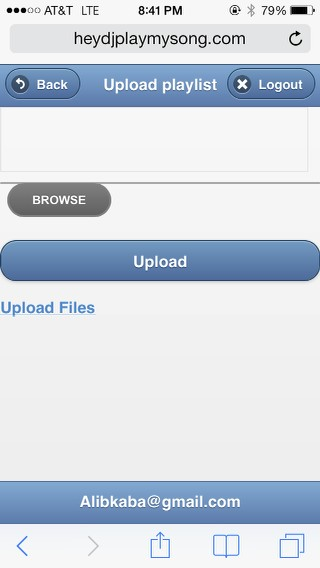 AT&T LTE 8:41 PM 79%
heydjplaymysong.com
Back Upload playlist Logout
BROWSE
Upload
Upload Files
Alibkaba@gmail.com